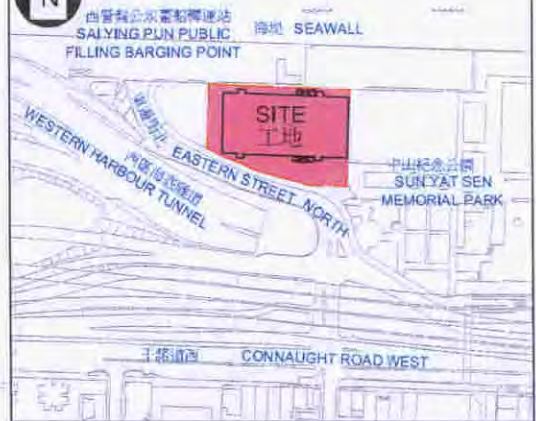 N
西營盤公眾躉船轉運站
SAI YING PUN PUBLIC
FILLING BARGING POINT
海堤 SEAWALL
SITE
工地
EASTERN STREET NORTH
西區海底隧道
WESTERN HARBOUR TUNNEL
中山紀念公園
SUN YAT SEN
MEMORIAL PARK
干諾道西 CONNAUGHT ROAD WEST